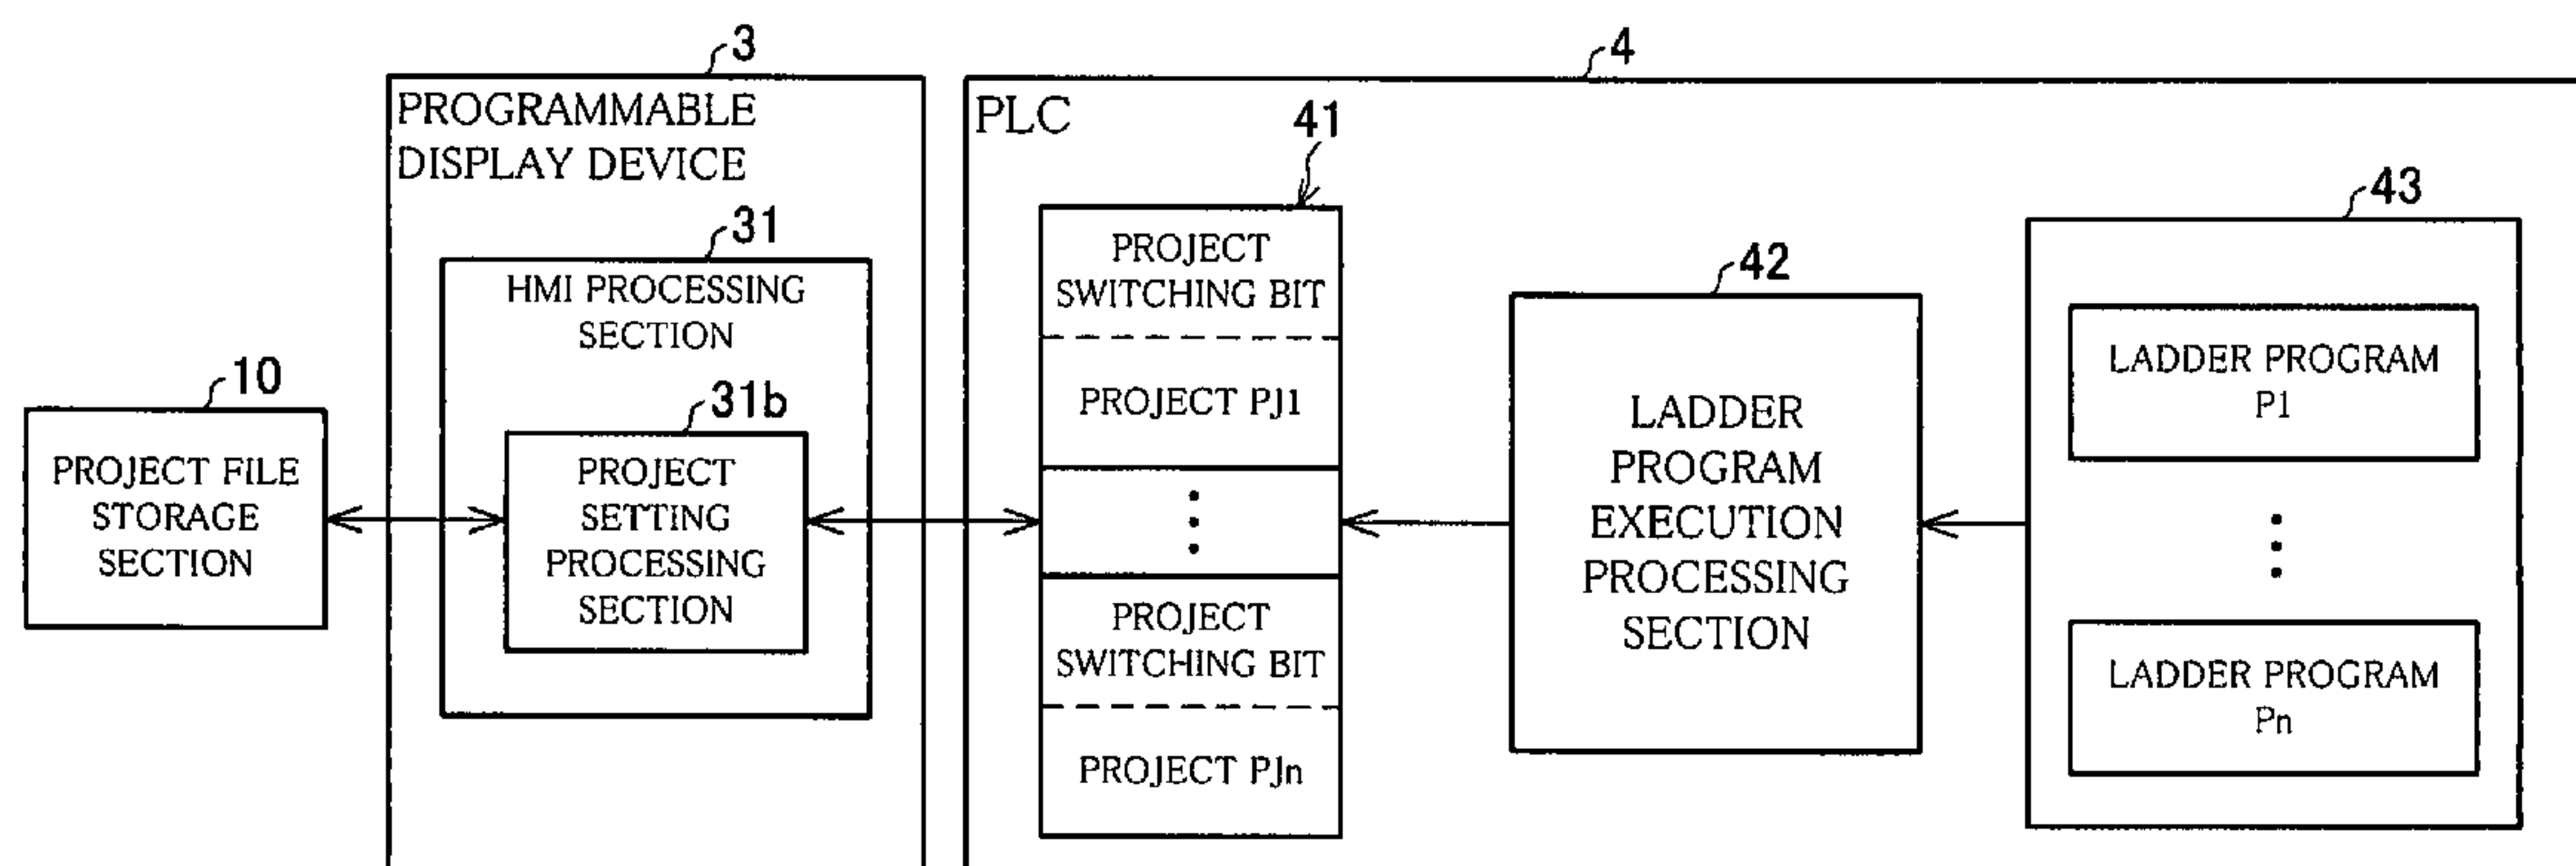 3
4
PROGRAMMABLE
DISPLAY DEVICE
PLC
41
43
31
HMI PROCESSING
SECTION
PROJECT
SWITCHING BIT
42
10
31b
PROJECT PJ1
LADDER PROGRAM
P1
PROJECT FILE
STORAGE
SECTION
PROJECT
SETTING
PROCESSING
SECTION
LADDER
PROGRAM
EXECUTION
PROCESSING
SECTION
PROJECT
SWITCHING BIT
PROJECT PJn
LADDER PROGRAM
Pn